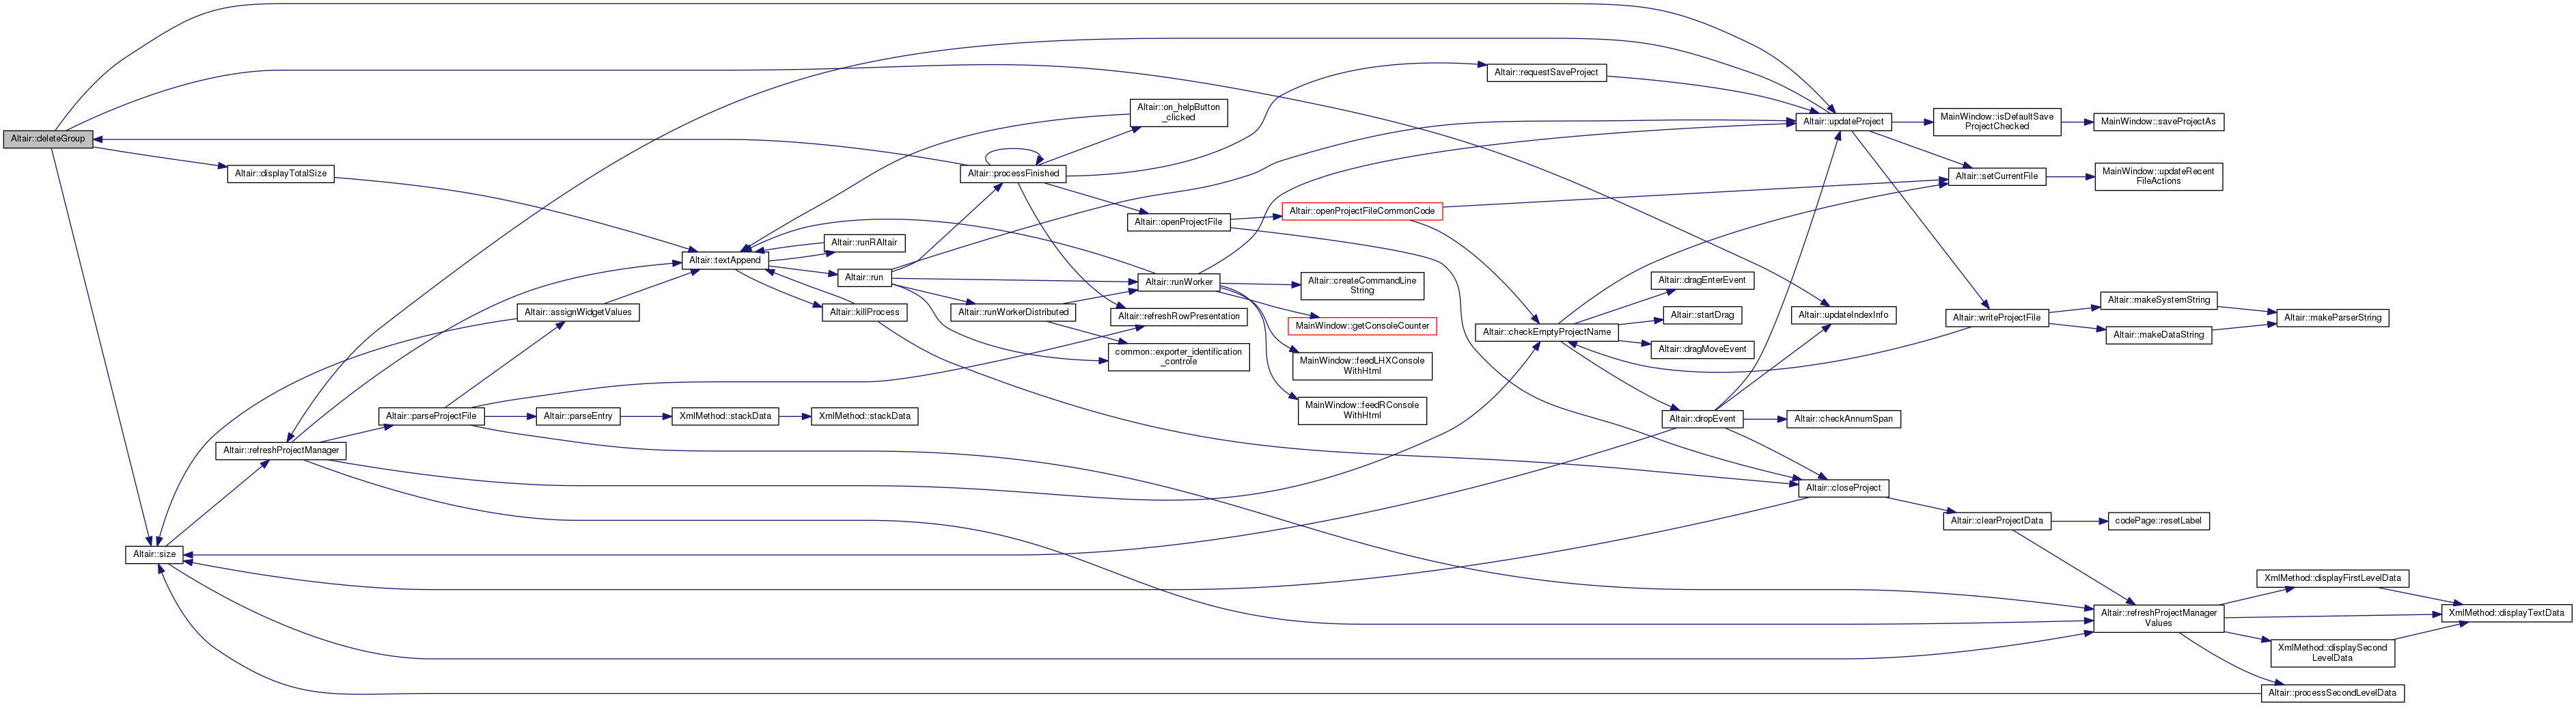 Altair::deleteGroup
Altair::displayTotalSize
Altair::size
Altair::refreshProjectManager
Altair::parseProjectFile
Altair::assignWidgetValues
Altair::parseEntry
XmlMethod::stackData
XmlMethod::stackData
Altair::textAppend
Altair::runRAltair
Altair::run
Altair::killProcess
Altair::processFinished
Altair::runWorkerDistributed
Altair::on_helpButton
_clicked
Altair::openProjectFile
Altair::runWorker
Altair::refreshRowPresentation
common::exporter_identification
_controle
Altair::openProjectFileCommonCode
Altair::createCommandLine
String
MainWindow::getConsoleCounter
MainWindow::feedLHXConsole
WithHtml
MainWindow::feedRConsole
WithHtml
Altair::requestSaveProject
Altair::checkEmptyProjectName
Altair::dragEnterEvent
Altair::startDrag
Altair::dragMoveEvent
Altair::dropEvent
Altair::updateProject
Altair::updateIndexInfo
Altair::checkAnnumSpan
Altair::closeProject
MainWindow::isDefaultSave
ProjectChecked
MainWindow::saveProjectAs
Altair::setCurrentFile
MainWindow::updateRecent
FileActions
Altair::writeProjectFile
Altair::makeSystemString
Altair::makeDataString
Altair::makeParserString
Altair::clearProjectData
codePage::resetLabel
Altair::refreshProjectManager
Values
XmlMethod::displayFirstLevelData
XmlMethod::displayTextData
XmlMethod::displaySecond
LevelData
Altair::processSecondLevelData